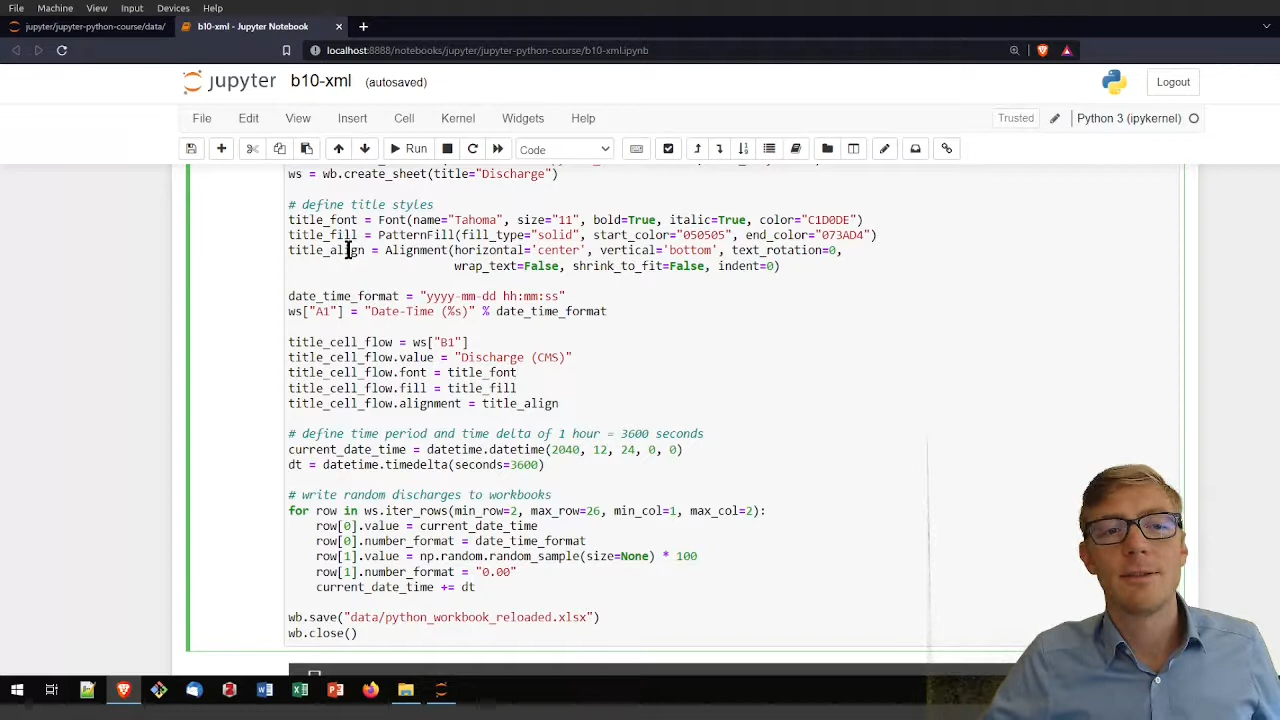 File Machine View Input Devices Help
jupyter/jupyter-python-course/data/
b10-xml - Jupyter Notebook
localhost:8888/notebooks/jupyter/jupyter-python-course/b10-xml.ipynb
jupyter b10-xml (autosaved)
Logout
File Edit View Insert Cell Kernel Widgets Help
Trusted
Python 3 (ipykernel)
Run
Code
ws = wb.create_sheet(title="Discharge")
# define title styles
title_font = Font(name="Tahoma", size="11", bold=True, italic=True, color="C1D0DE")
title_fill = PatternFill(fill_type="solid", start_color="050505", end_color="073AD4")
title_align = Alignment(horizontal='center', vertical='bottom', text_rotation=0,
wrap_text=False, shrink_to_fit=False, indent=0)
date_time_format = "yyyy-mm-dd hh:mm:ss"
ws["A1"] = "Date-Time (%s)" % date_time_format
title_cell_flow = ws["B1"]
title_cell_flow.value = "Discharge (CMS)"
title_cell_flow.font = title_font
title_cell_flow.fill = title_fill
title_cell_flow.alignment = title_align
# define time period and time delta of 1 hour = 3600 seconds
current_date_time = datetime.datetime(2040, 12, 24, 0, 0)
dt = datetime.timedelta(seconds=3600)
# write random discharges to workbooks
for row in ws.iter_rows(min_row=2, max_row=26, min_col=1, max_col=2):
row[0].value = current_date_time
row[0].number_format = date_time_format
row[1].value = np.random.random_sample(size=None) * 100
row[1].number_format = "0.00"
current_date_time += dt
wb.save("data/python_workbook_reloaded.xlsx")
wb.close()